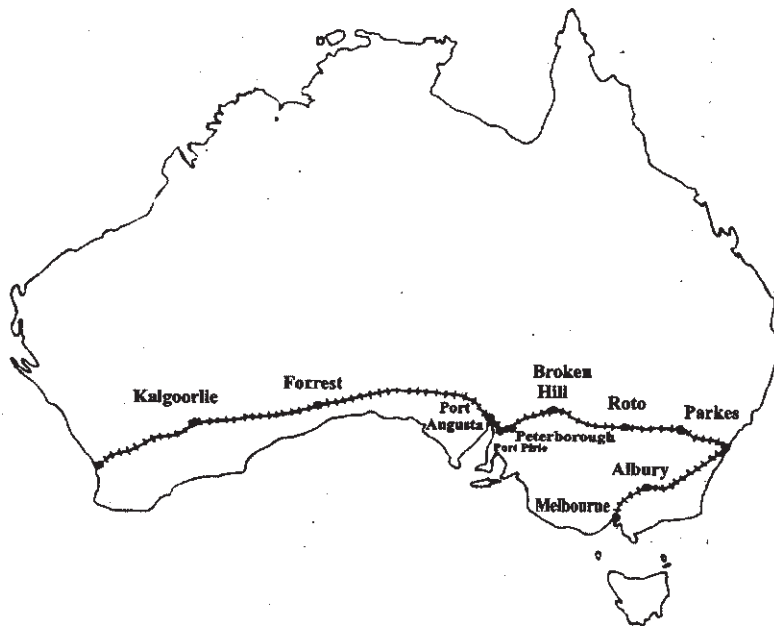 Broken
Hill
Forrest
Kalgoorlie
Roto
Port
Augusta
Parkes
Peterborough
Port Pirie
Albury
Melbourne